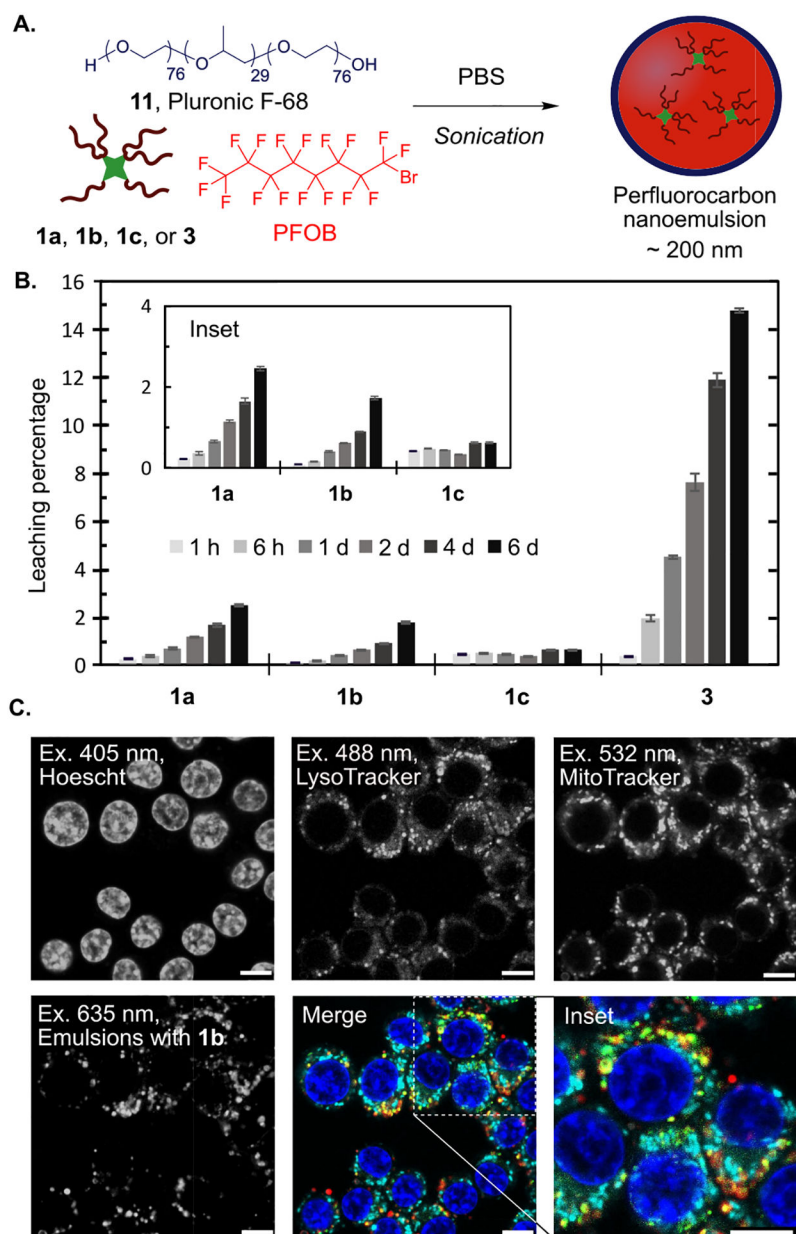 A.
H
O
O
O
OH
76
29
76
11, Pluronic F-68
PBS
Sonication
F F F F F F F F
F F F
F
F
Br
F F F F F F
1a, 1b, 1c, or 3
PFOB
Perfluorocarbon
nanoemulsion
~ 200 nm
B.
Leaching percentage
16
14
12
10
8
6
4
2
0
Inset
4
2
0
1a
1b
1c
1 h
6 h
1 d
2 d
4 d
6 d
1a
1b
1c
3
C.
Ex. 405 nm,
Hoescht
Ex. 488 nm,
LysoTracker
Ex. 532 nm,
MitoTracker
Ex. 635 nm,
Emulsions with 1b
Merge
Inset